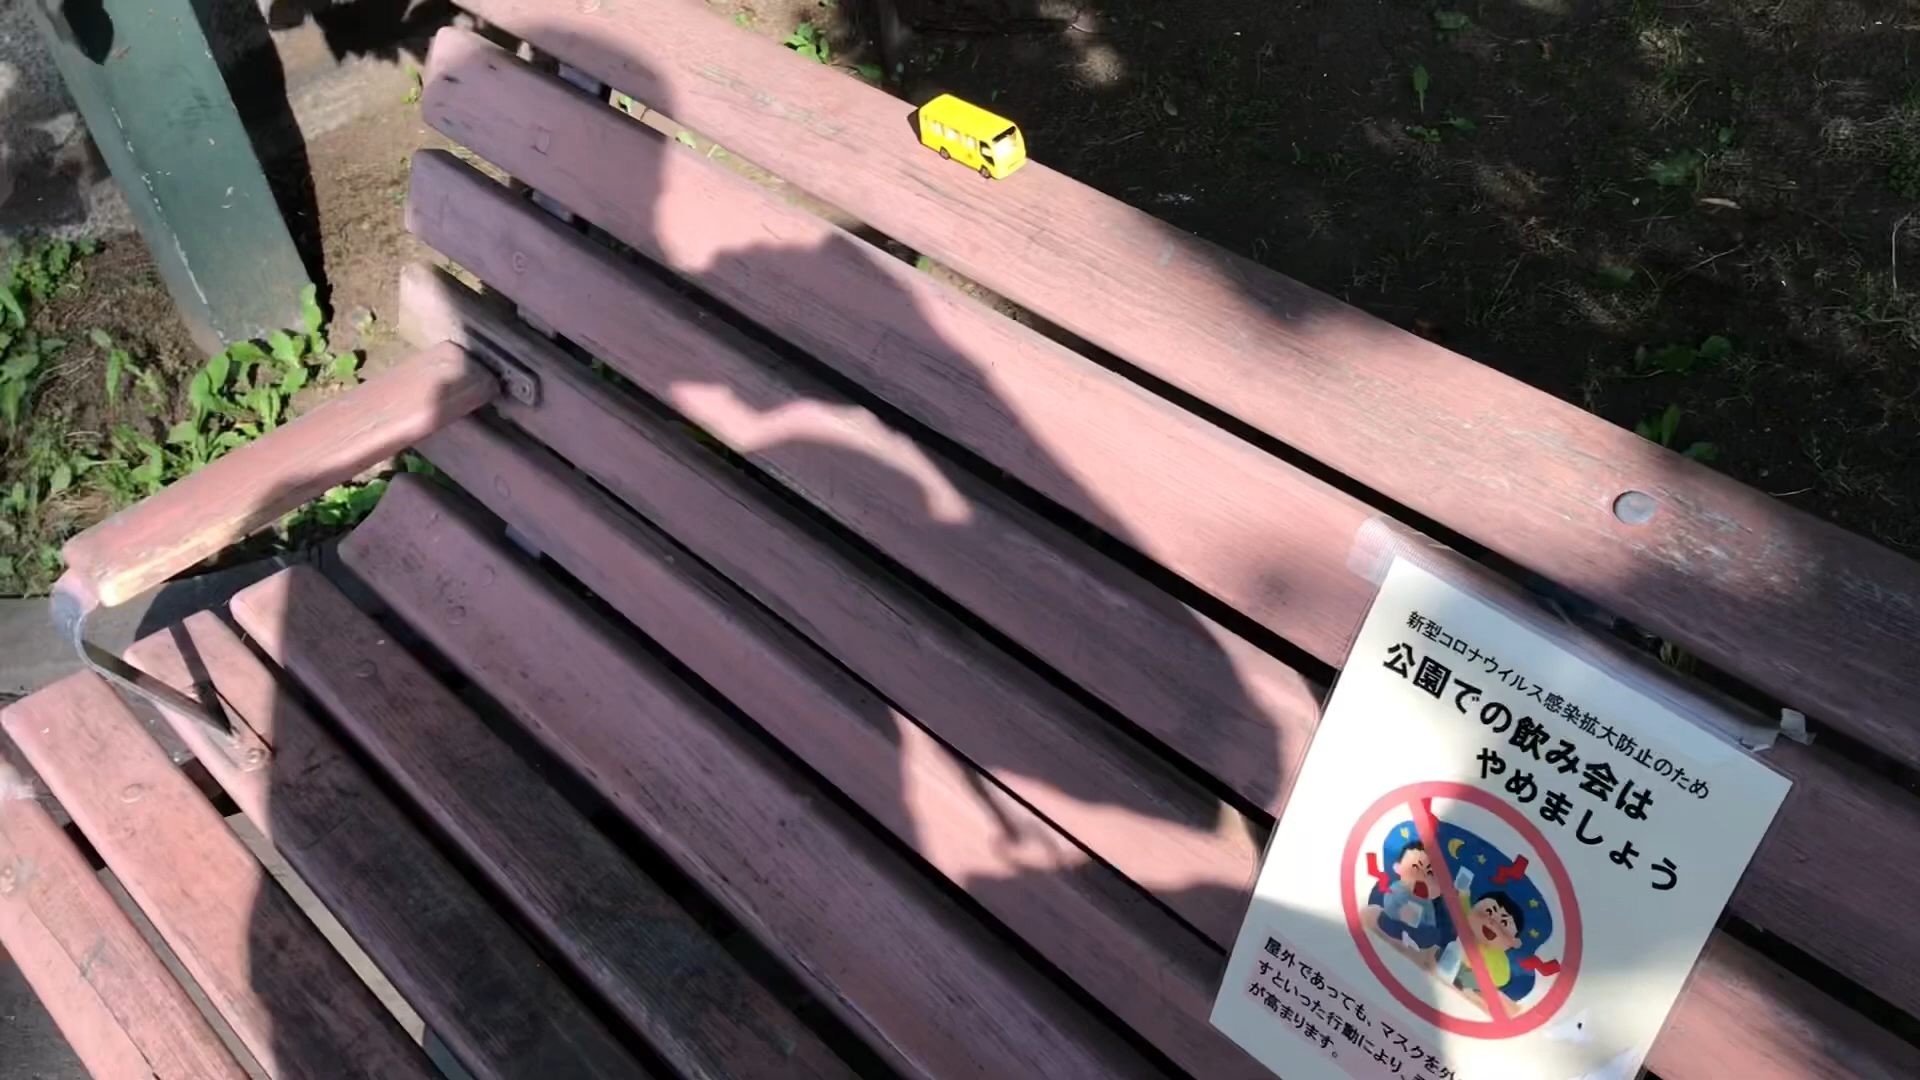 新型コロナウイルス感染拡大防止のため
公園での飲み会は
やめましょう
屋外であっても、マスクを外
すといった行動により、
が高まります。